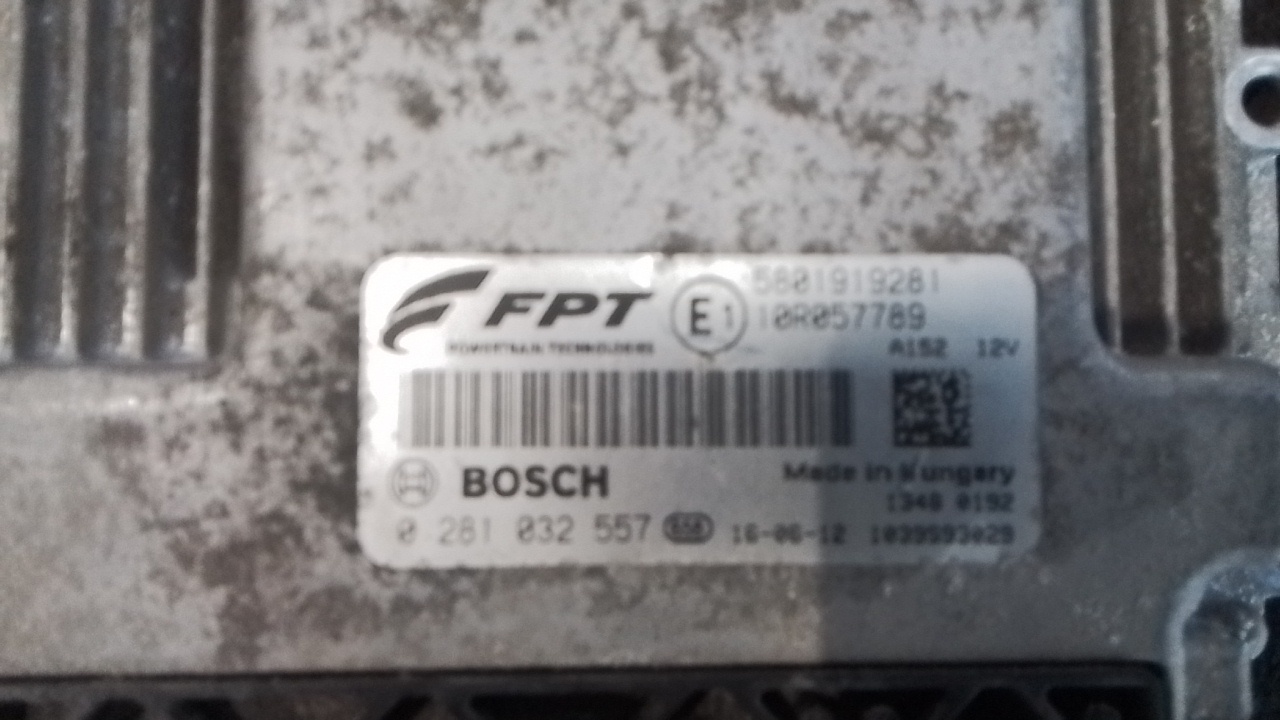 FPT
POWERTRAIN TECHNOLOGIES
E1
5801919281
10R057789
A152 12V
BOSCH
Made in Hungary
1348 0192
0 281 032 557
16-06-12 1039S93029